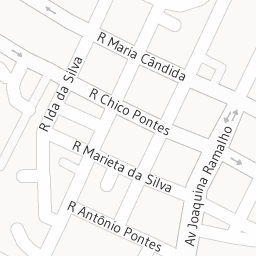 R Maria Cândida
R Ida da Silva
R Chico Pontes
R Marieta da Silva
Av Joaquina Ramalho
R Antônio Pontes